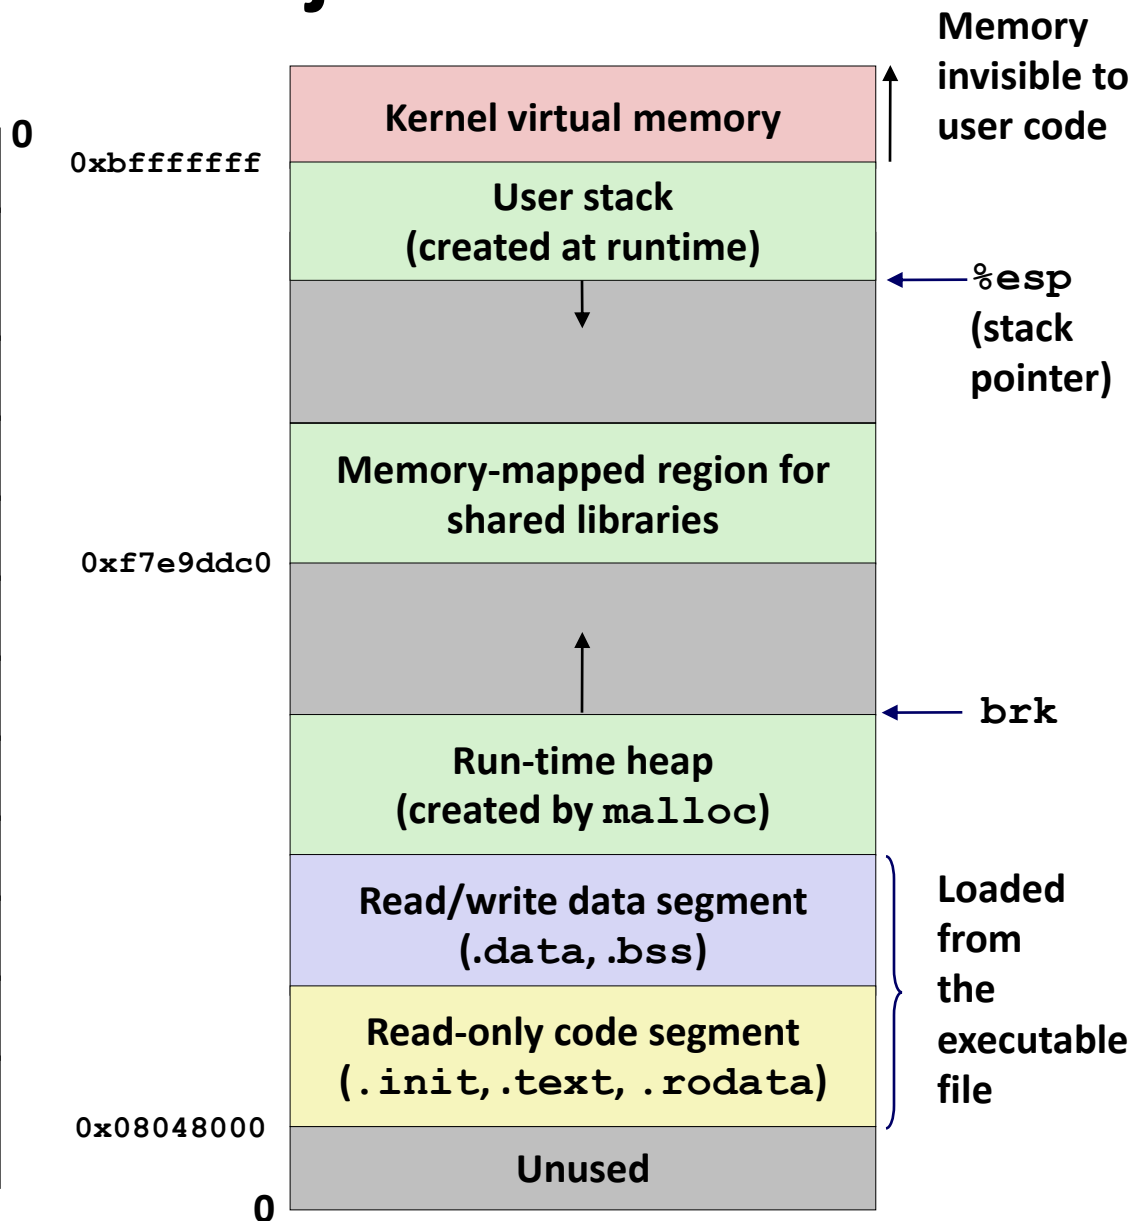 Memory
invisible to
user code
Kernel virtual memory
0
0xbfffffff
User stack
(created at runtime)
%esp
(stack
pointer)
Memory-mapped region for
shared libraries
0xf7e9ddc0
brk
Run-time heap
(created by malloc)
Read/write data segment
(.data, .bss)
Loaded
from
the
executable
file
Read-only code segment
(.init, .text, .rodata)
0x08048000
Unused
0